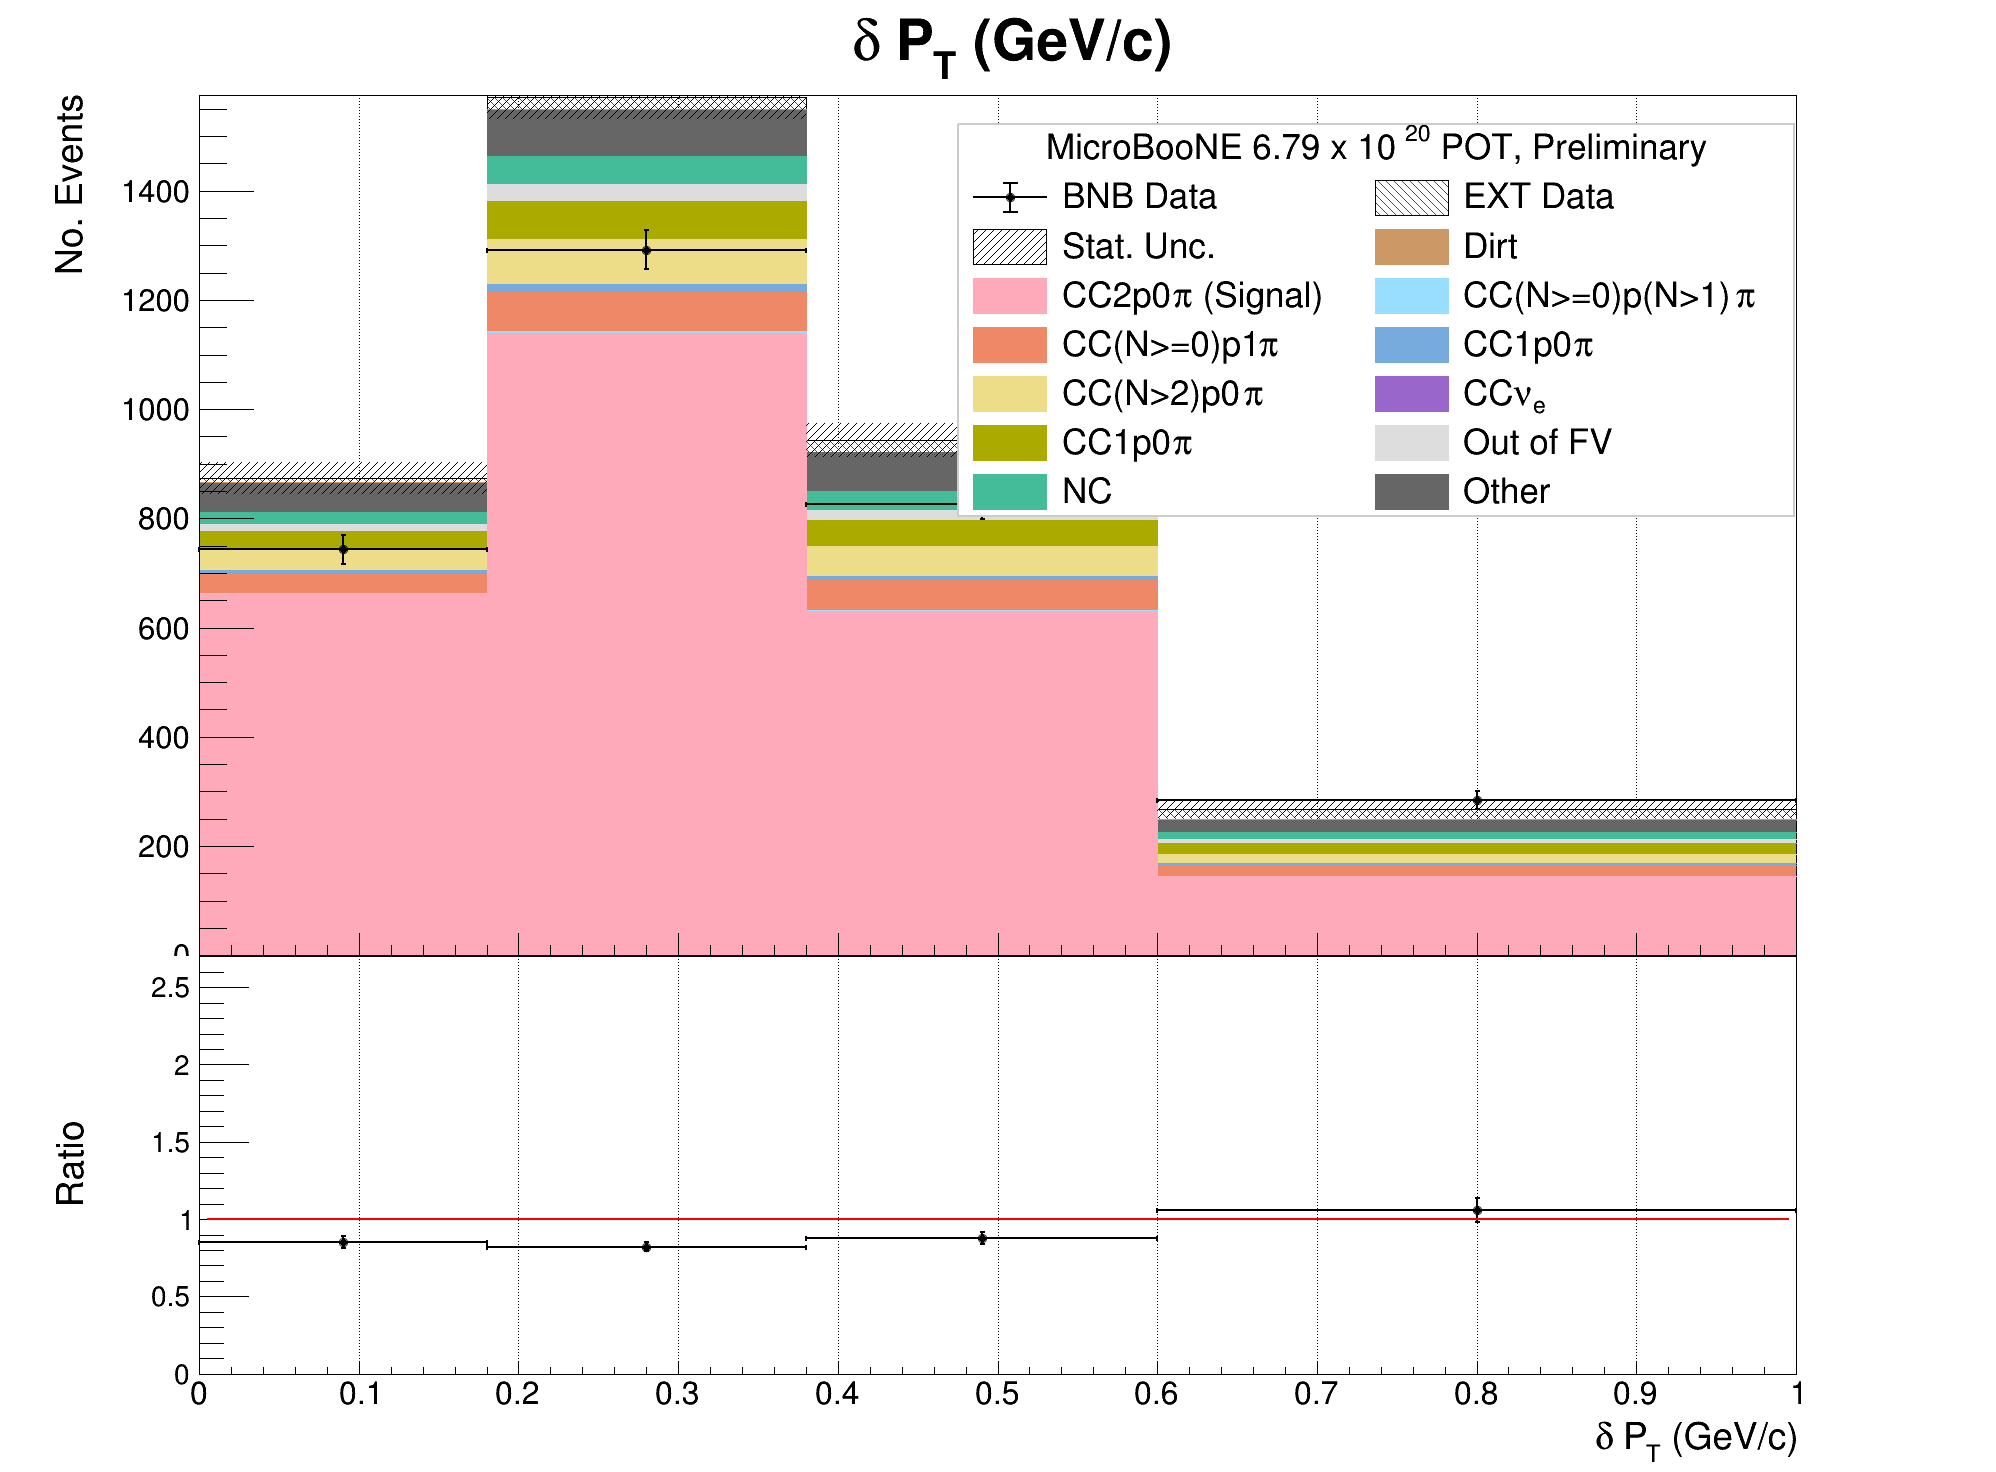 δ P_T (GeV/c)
No. Events
1400
1200
1000
800
600
400
200
0
MicroBooNE 6.79 x 10^20 POT, Preliminary
BNB Data
EXT Data
Stat. Unc.
Dirt
CC2p0π (Signal)
CC(N>=0)p(N>1)π
CC(N>=0)p1π
CC1p0π
CC(N>2)p0π
CCν_e
CC1p0π
Out of FV
NC
Other
Ratio
2.5
2
1.5
1
0.5
0
0 0.1 0.2 0.3 0.4 0.5 0.6 0.7 0.8 0.9 1
δ P_T (GeV/c)